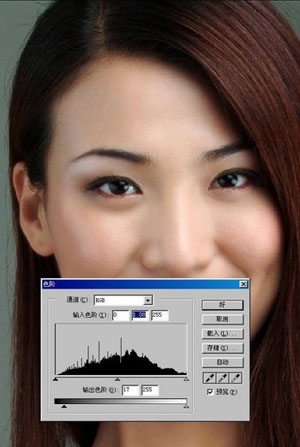 色阶
通道(C): RGB
好
输入色阶(I): 0 1.00 255
取消
载入(L)...
存储(S)...
自动
输出色阶(O): 17 255
预览(P)